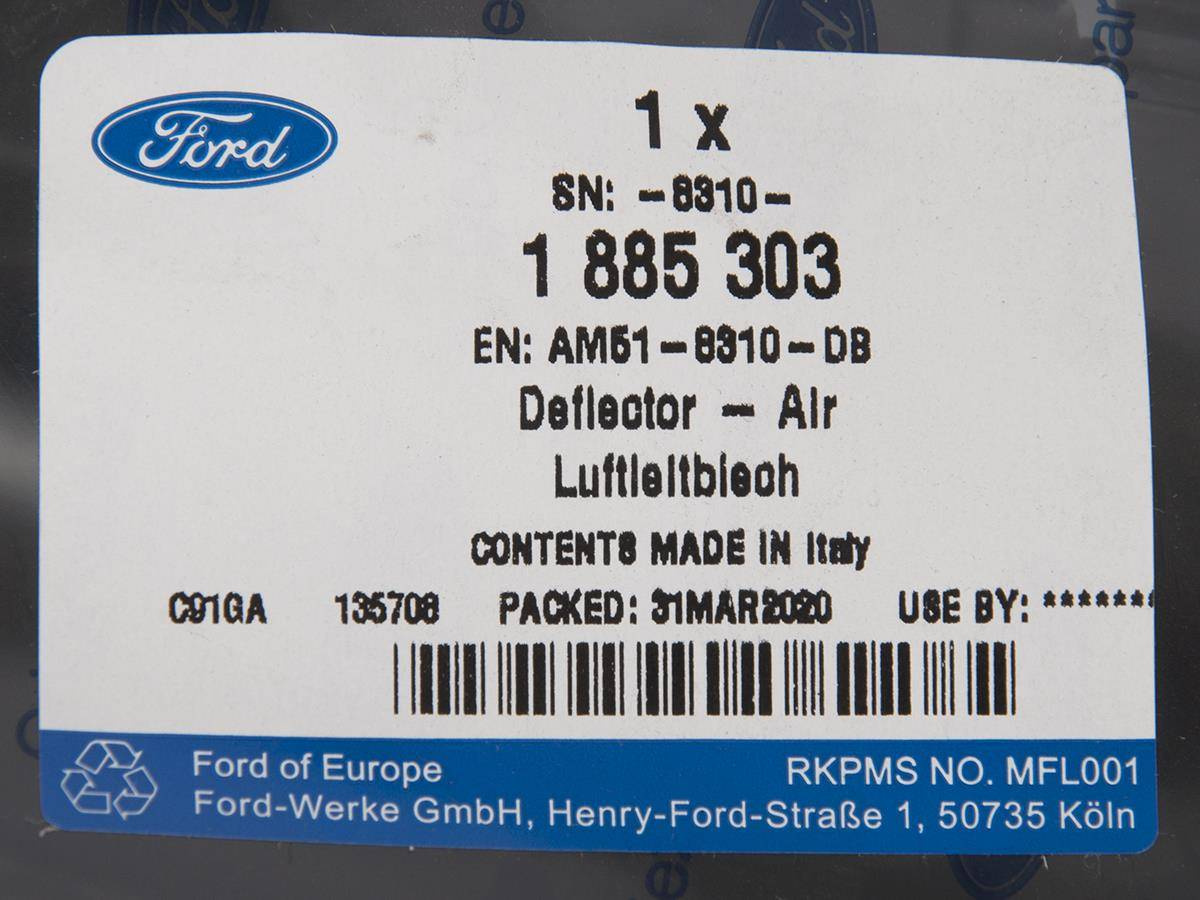 Ford
1 x
SN: -8310-
1 885 303
EN: AM51-8310-DB
Deflector - Air
Luftleitblech
CONTENTS MADE IN Italy
C91GA 135708 PACKED: 31MAR2020 USE BY: *******
Ford of Europe RKPMS NO. MFL001
Ford-Werke GmbH, Henry-Ford-Straße 1, 50735 Köln